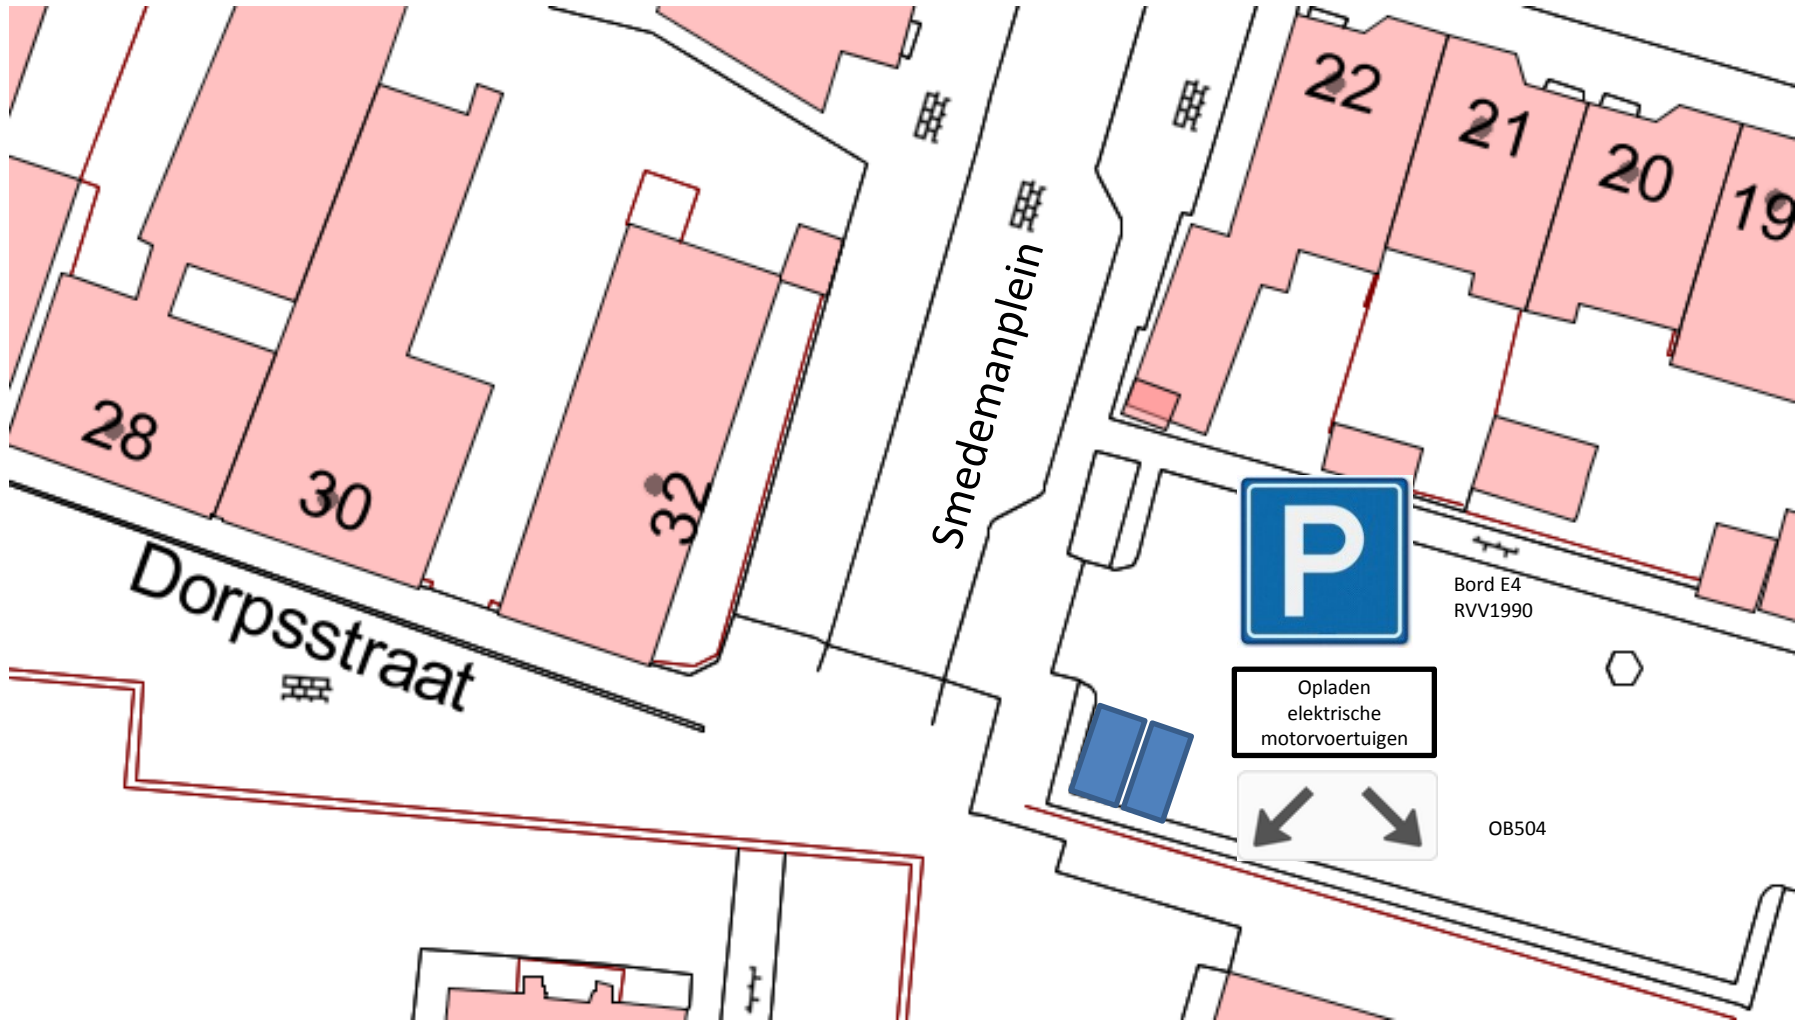 22
21
20
19
28
30
32
Dorpsstraat
Smedemanplein
P
Bord E4
RVV1990
Opladen
elektrische
motorvoertuigen
OB504